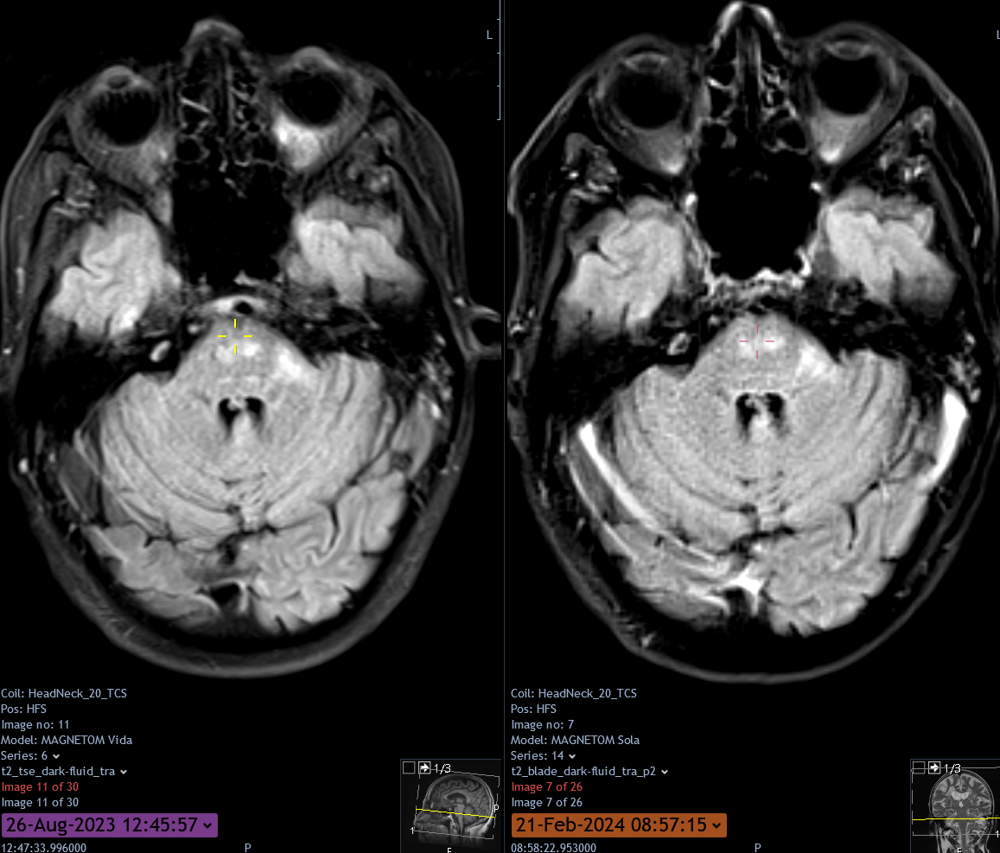 L
Coil: HeadNeck_20_TCS
Pos: HFS
Image no: 11
Model: MAGNETOM Vida
Series: 6
t2_tse_dark-fluid_tra
Image 11 of 30
Image 11 of 30
26-Aug-2023 12:45:57
12:47:33.996000
P
1/3
P
1
F
L
Coil: HeadNeck_20_TCS
Pos: HFS
Image no: 7
Model: MAGNETOM Sola
Series: 14
t2_blade_dark-fluid_tra_p2
Image 7 of 26
Image 7 of 26
21-Feb-2024 08:57:15
08:58:22.953000
P
1/3
1
F